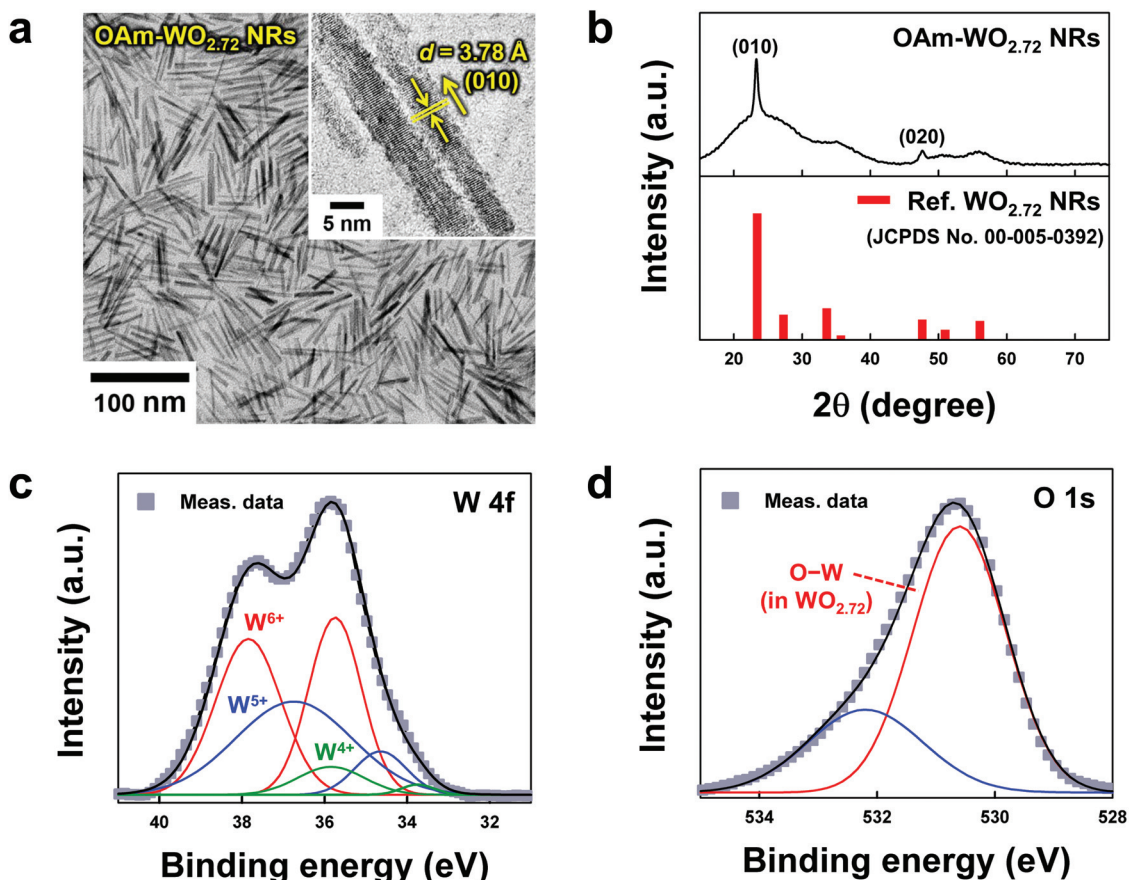 a
OAm-WO2.72 NRs
d = 3.78 Å
(010)
5 nm
100 nm
b
(010)
OAm-WO2.72 NRs
(020)
Ref. WO2.72 NRs
(JCPDS No. 00-005-0392)
Intensity (a.u.)
20 30 40 50 60 70
2θ (degree)
c
Meas. data
W 4f
W6+
W5+
W4+
Intensity (a.u.)
40 38 36 34 32
Binding energy (eV)
d
Meas. data
O 1s
O–W
(in WO2.72)
Intensity (a.u.)
534 532 530 528
Binding energy (eV)